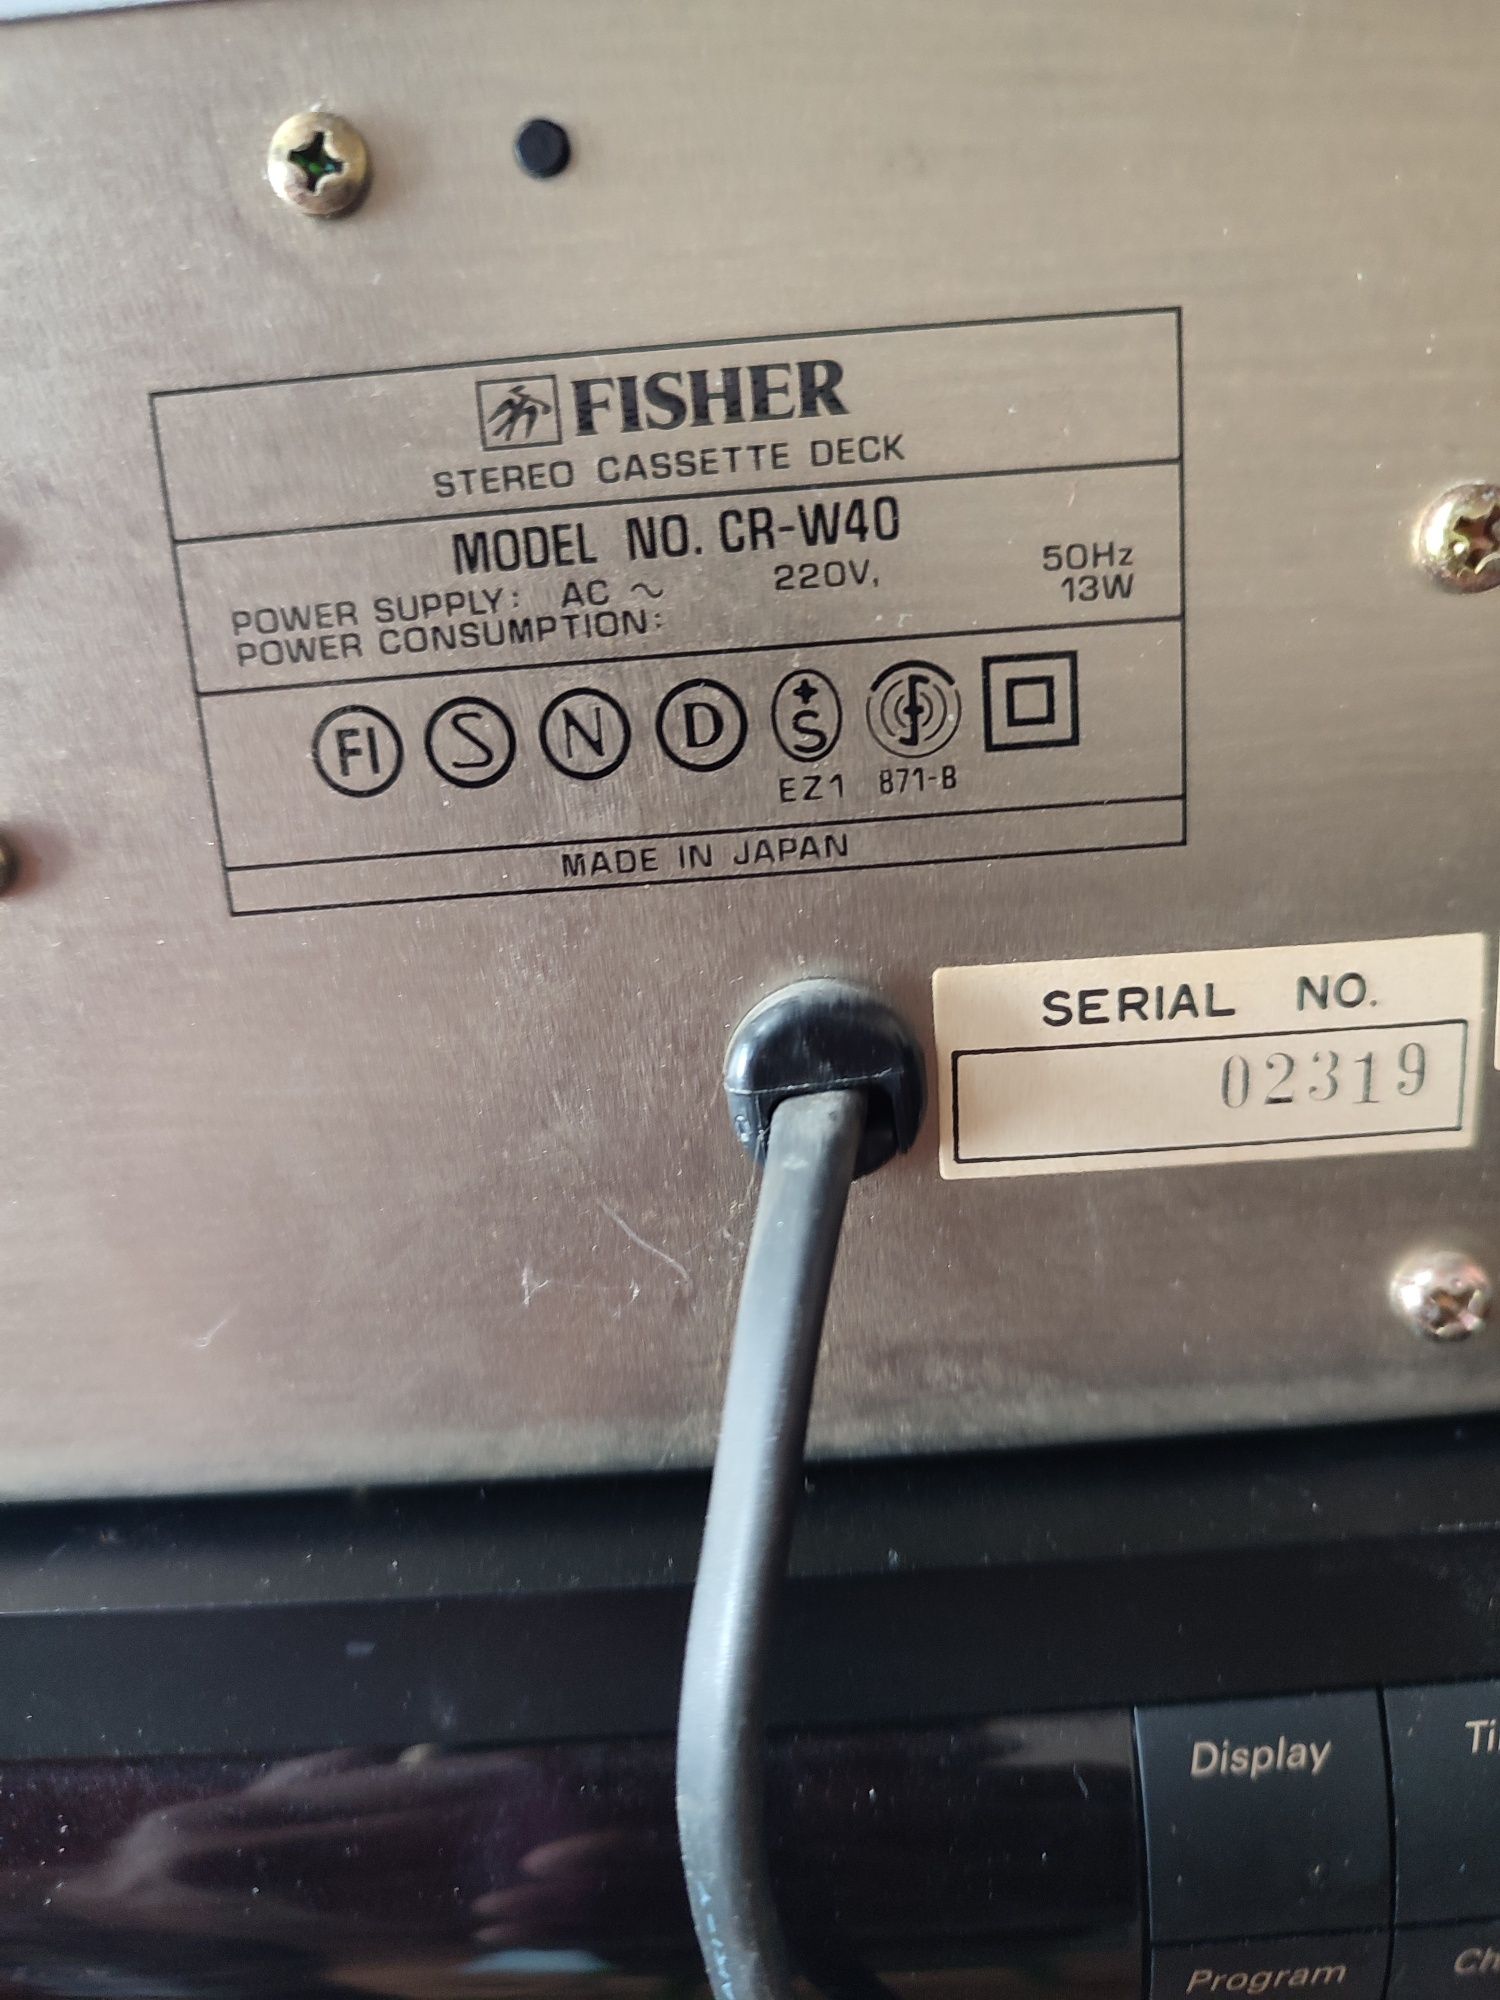 FISHER
STEREO CASSETTE DECK
MODEL NO. CR-W40
POWER SUPPLY: AC ~ 220V, 50Hz
POWER CONSUMPTION: 13W
FI S N D +S
EZ1 871-B
MADE IN JAPAN
SERIAL NO.
02319
Display
Program